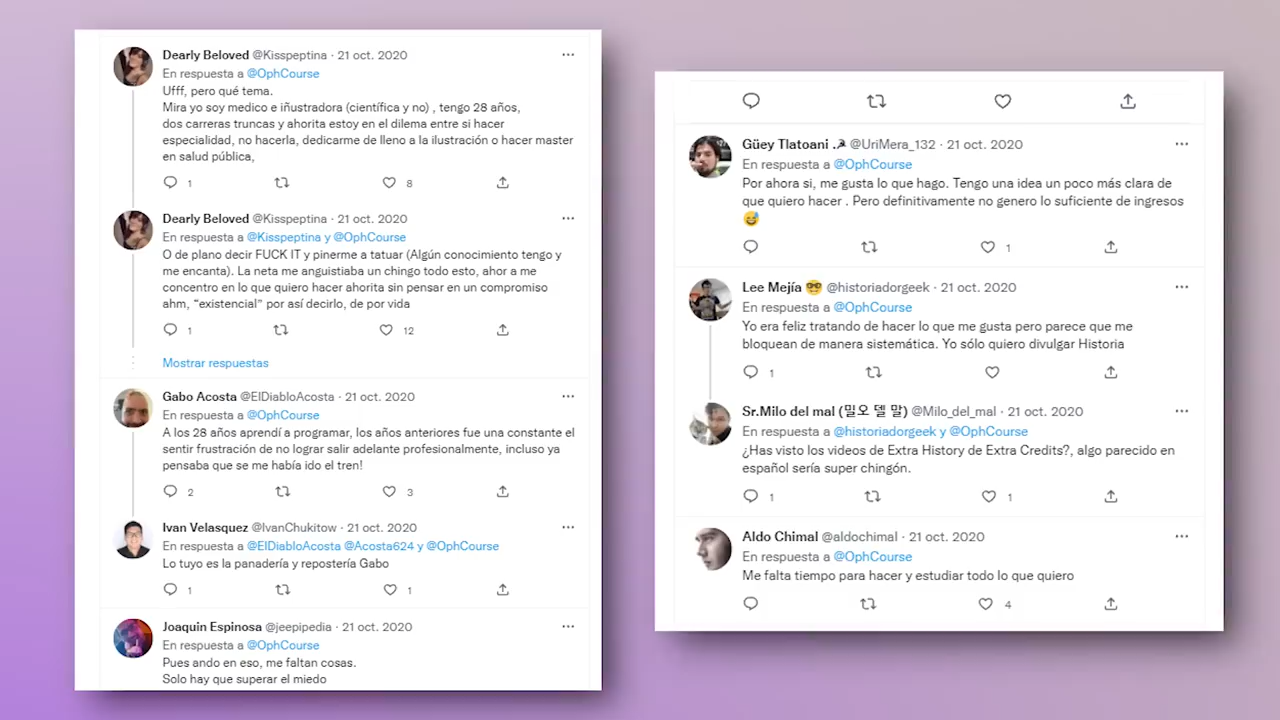 Dearly Beloved @Kisspeptina · 21 oct. 2020
En respuesta a @OphCourse
Ufff, pero qué tema.
Mira yo soy medico e iñustradora (científica y no) , tengo 28 años,
dos carreras truncas y ahorita estoy en el dilema entre si hacer
especialidad, no hacerla, dedicarme de lleno a la ilustración o hacer master
en salud pública,
1 8
Dearly Beloved @Kisspeptina · 21 oct. 2020
En respuesta a @Kisspeptina y @OphCourse
O de plano decir FUCK IT y pinerme a tatuar (Algún conocimiento tengo y
me encanta). La neta me angustiaba un chingo todo esto, ahor a me
concentro en lo que quiero hacer ahorita sin pensar en un compromiso
ahm, “existencial” por así decirlo, de por vida
1 12
Mostrar respuestas
Gabo Acosta @ElDiabloAcosta · 21 oct. 2020
En respuesta a @OphCourse
A los 28 años aprendí a programar, los años anteriores fue una constante el
sentir frustración de no lograr salir adelante profesionalmente, incluso ya
pensaba que se me había ido el tren!
2 3
Ivan Velasquez @IvanChukitow · 21 oct. 2020
En respuesta a @ElDiabloAcosta @Acosta624 y @OphCourse
Lo tuyo es la panadería y repostería Gabo
1 1
Joaquin Espinosa @jeepipedia · 21 oct. 2020
En respuesta a @OphCourse
Pues ando en eso, me faltan cosas.
Solo hay que superar el miedo
Güey Tlatoani .☭ @UriMera_132 · 21 oct. 2020
En respuesta a @OphCourse
Por ahora si, me gusta lo que hago. Tengo una idea un poco más clara de
que quiero hacer . Pero definitivamente no genero lo suficiente de ingresos
😅
1
Lee Mejía 🤓 @historiadorgeek · 21 oct. 2020
En respuesta a @OphCourse
Yo era feliz tratando de hacer lo que me gusta pero parece que me
bloquean de manera sistemática. Yo sólo quiero divulgar Historia
1
Sr.Milo del mal (밀오 델 말) @Milo_del_mal · 21 oct. 2020
En respuesta a @historiadorgeek y @OphCourse
¿Has visto los videos de Extra History de Extra Credits?, algo parecido en
español sería super chingón.
1 1
Aldo Chimal @aldochimal · 21 oct. 2020
En respuesta a @OphCourse
Me falta tiempo para hacer y estudiar todo lo que quiero
4